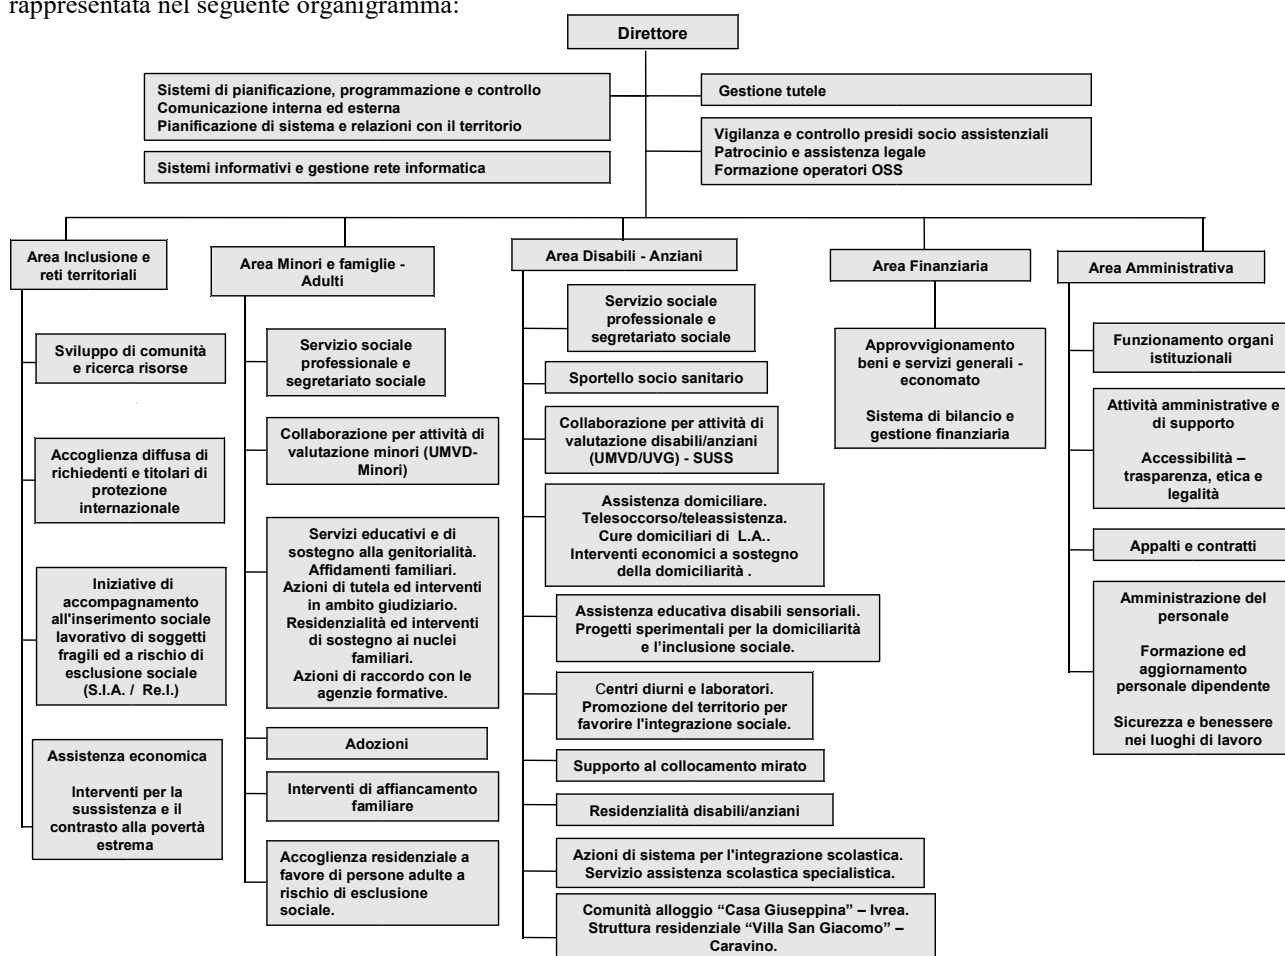 rappresentata nel seguente organigramma:
Direttore
Sistemi di pianificazione, programmazione e controllo
Comunicazione interna ed esterna
Pianificazione di sistema e relazioni con il territorio
Sistemi informativi e gestione rete informatica
Gestione tutele
Vigilanza e controllo presidi socio assistenziali
Patrocinio e assistenza legale
Formazione operatori OSS
Area Inclusione e
reti territoriali
Sviluppo di comunità
e ricerca risorse
Accoglienza diffusa di
richiedenti e titolari di
protezione
internazionale
Iniziative di
accompagnamento
all'inserimento sociale
lavorativo di soggetti
fragili ed a rischio di
esclusione sociale
(S.I.A. / Re.I.)
Assistenza economica
Interventi per la
sussistenza e il
contrasto alla povertà
estrema
Area Minori e famiglie -
Adulti
Servizio sociale
professionale e
segretariato sociale
Collaborazione per attività di
valutazione minori (UMVD-
Minori)
Servizi educativi e di
sostegno alla genitorialità.
Affidamenti familiari.
Azioni di tutela ed interventi
in ambito giudiziario.
Residenzialità ed interventi
di sostegno ai nuclei
familiari.
Azioni di raccordo con le
agenzie formative.
Adozioni
Interventi di affiancamento
familiare
Accoglienza residenziale a
favore di persone adulte a
rischio di esclusione
sociale.
Area Disabili - Anziani
Servizio sociale
professionale e
segretariato sociale
Sportello socio sanitario
Collaborazione per attività di
valutazione disabili/anziani
(UMVD/UVG) - SUSS
Assistenza domiciliare.
Telesoccorso/teleassistenza.
Cure domiciliari di L.A..
Interventi economici a sostegno
della domiciliarità .
Assistenza educativa disabili sensoriali.
Progetti sperimentali per la domiciliarità
e l’inclusione sociale.
Centri diurni e laboratori.
Promozione del territorio per
favorire l'integrazione sociale.
Supporto al collocamento mirato
Residenzialità disabili/anziani
Azioni di sistema per l'integrazione scolastica.
Servizio assistenza scolastica specialistica.
Comunità alloggio “Casa Giuseppina” – Ivrea.
Struttura residenziale “Villa San Giacomo” –
Caravino.
Area Finanziaria
Approvvigionamento
beni e servizi generali -
economato
Sistema di bilancio e
gestione finanziaria
Area Amministrativa
Funzionamento organi
istituzionali
Attività amministrative e
di supporto
Accessibilità –
trasparenza, etica e
legalità
Appalti e contratti
Amministrazione del
personale
Formazione ed
aggiornamento
personale dipendente
Sicurezza e benessere
nei luoghi di lavoro